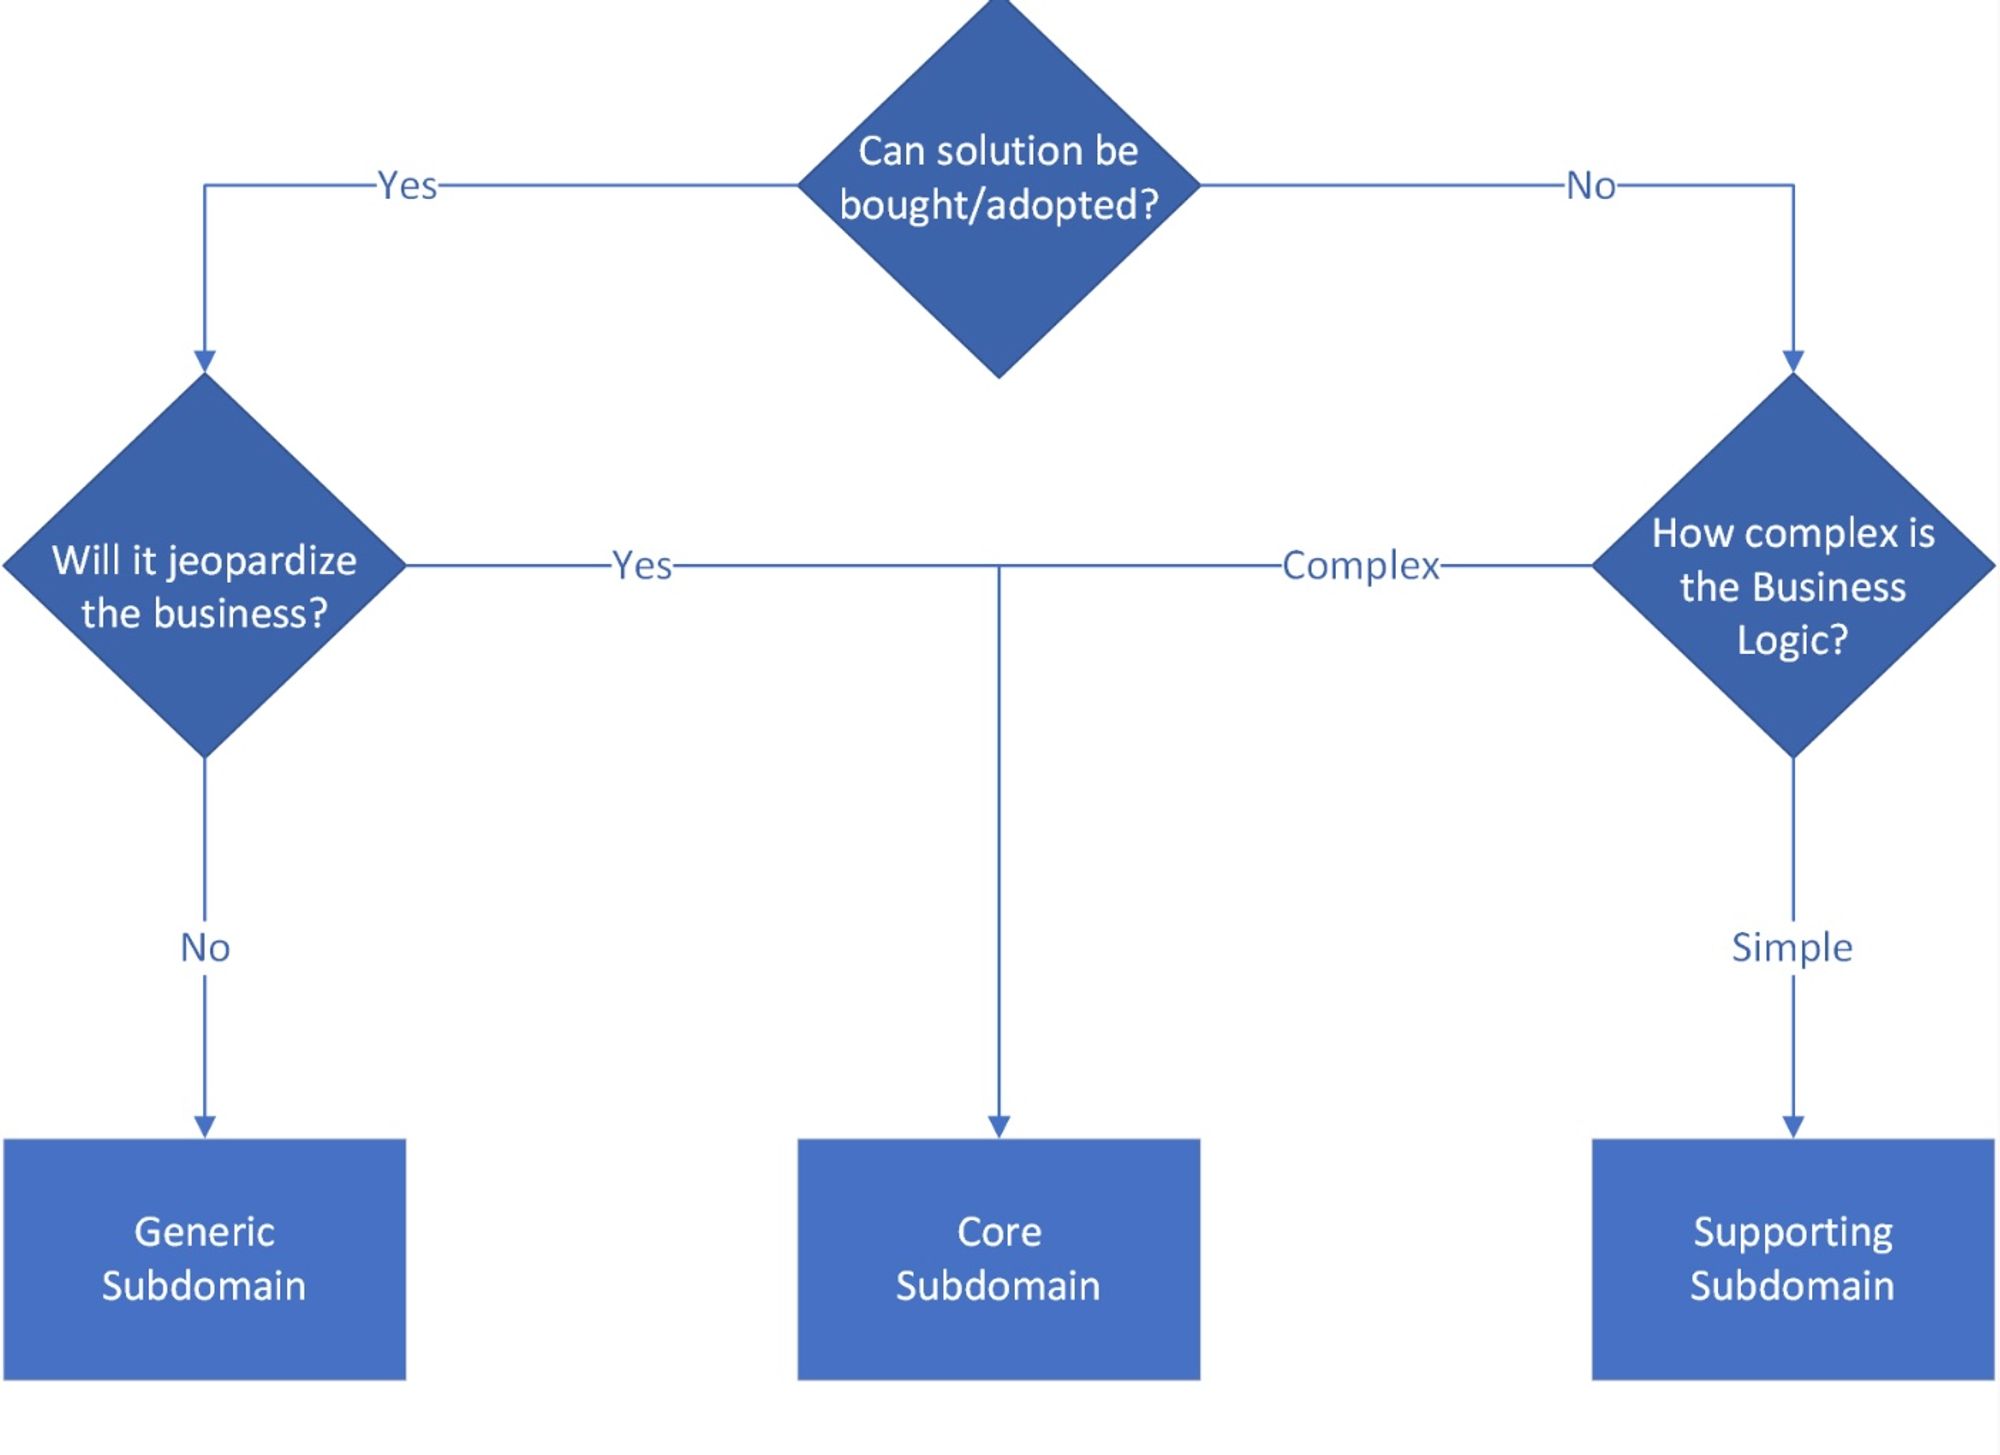 Can solution be
bought/adopted?
Yes
No
Will it jeopardize
the business?
Yes
Complex
How complex is
the Business
Logic?
No
Simple
Generic
Subdomain
Core
Subdomain
Supporting
Subdomain